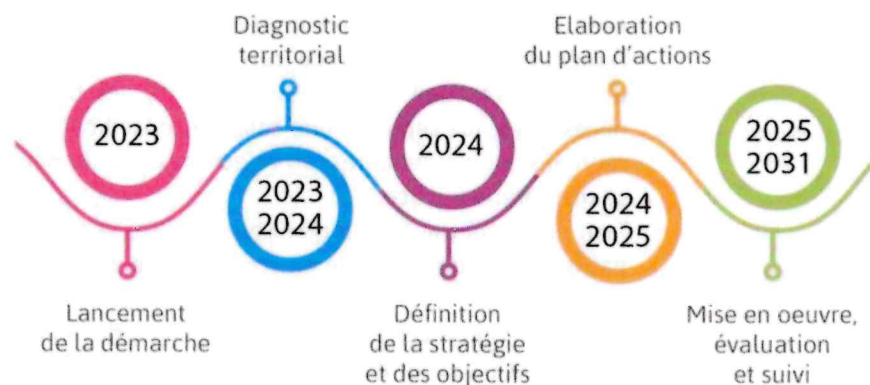 Diagnostic
territorial
Elaboration
du plan d'actions
2023
2023
2024
2024
2024
2025
2025
2031
Lancement
de la démarche
Définition
de la stratégie
et des objectifs
Mise en oeuvre,
évaluation
et suivi